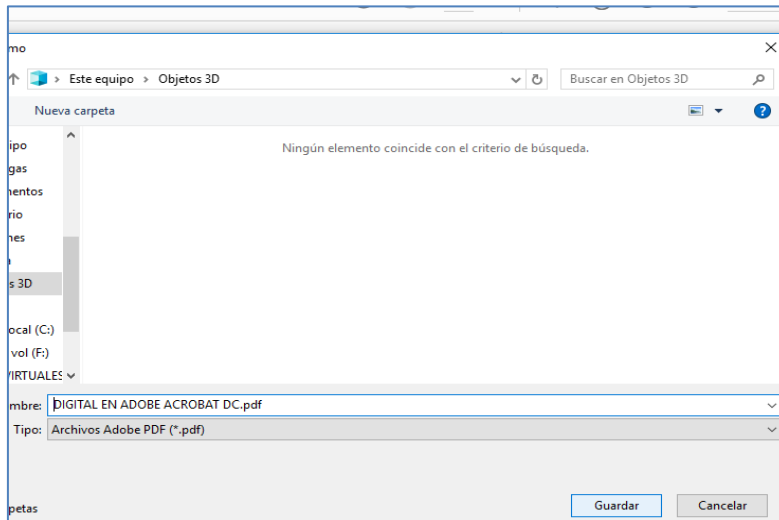 mo
Este equipo > Objetos 3D
Buscar en Objetos 3D
Nueva carpeta
ipo
gas
mentos
rio
nes
s 3D
ocal (C:)
vol (F:)
VIRTUALES
Ningún elemento coincide con el criterio de búsqueda.
mbre: DIGITAL EN ADOBE ACROBAT DC.pdf
Tipo: Archivos Adobe PDF (*.pdf)
petas
Guardar
Cancelar